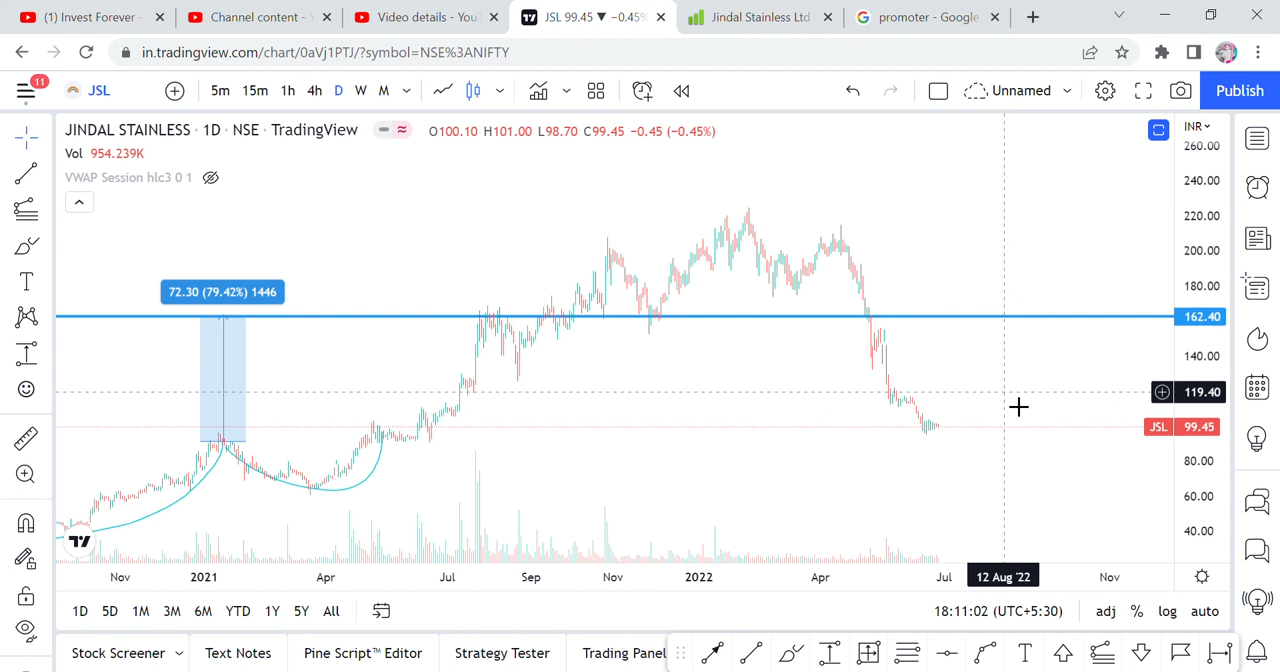 (1) Invest Forever -
Channel content -
Video details - YouT
JSL 99.45 ▼ −0.45%
Jindal Stainless Ltd
promoter - Google
in.tradingview.com/chart/0aVj1PTJ/?symbol=NSE%3ANIFTY
11
JSL
5m 15m 1h 4h D W M
Unnamed
Publish
JINDAL STAINLESS · 1D · NSE · TradingView
O100.10 H101.00 L98.70 C99.45 −0.45 (−0.45%)
INR
Vol 954.239K
VWAP Session hlc3 0 1
260.00
240.00
220.00
200.00
180.00
162.40
140.00
119.40
JSL 99.45
80.00
60.00
40.00
72.30 (79.42%) 1446
Nov 2021 Apr Jul Sep Nov 2022 Apr Jul 12 Aug '22 Nov
1D 5D 1M 3M 6M YTD 1Y 5Y All
18:11:02 (UTC+5:30) adj % log auto
Stock Screener Text Notes Pine Script™ Editor Strategy Tester Trading Panel